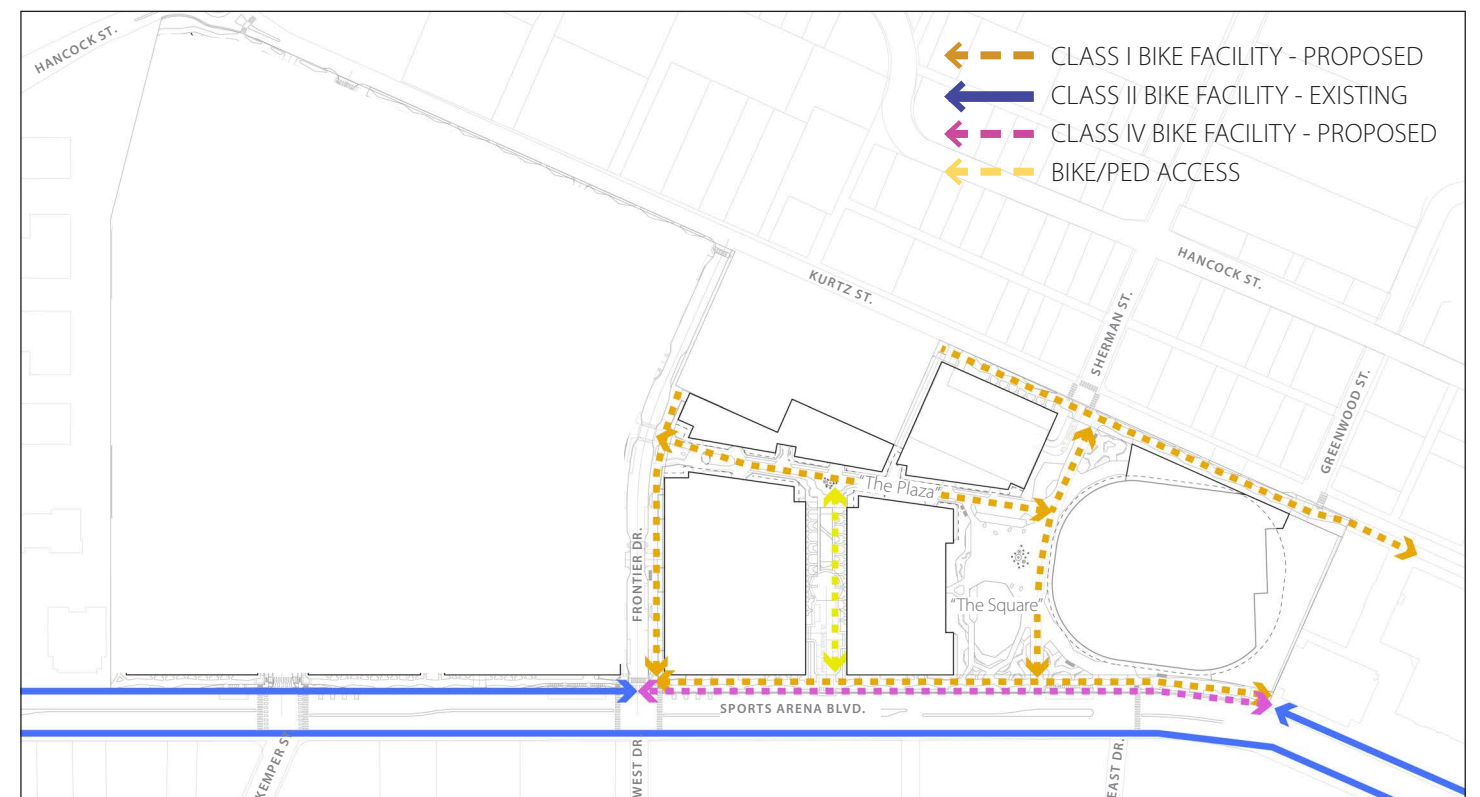 HANCOCK ST.
CLASS I BIKE FACILITY - PROPOSED
CLASS II BIKE FACILITY - EXISTING
CLASS IV BIKE FACILITY - PROPOSED
BIKE/PED ACCESS
HANCOCK ST.
KURTZ ST.
SHERMAN ST.
GREENWOOD ST.
"The Plaza"
FRONTIER DR.
"The Square"
SPORTS ARENA BLVD.
KEMPER ST
WEST DR
EAST DR.